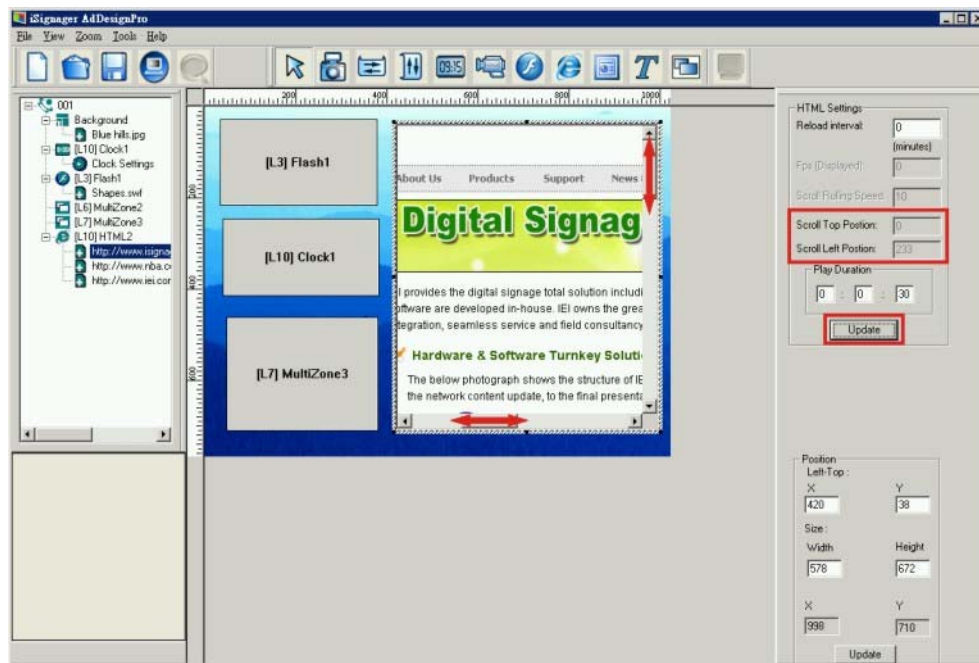 iSignager AdDesignPro
File View Zoom Tools Help
09:15
T
001
Background
Blue hills.jpg
[L10] Clock1
Clock Settings
[L3] Flash1
Shapes.swf
[L6] MultiZone2
[L7] MultiZone3
[L10] HTML2
http://www.isigna
http://www.nba.c
http://www.iei.cor
200 400 600 800 1000
200
400
600
[L3] Flash1
[L10] Clock1
[L7] MultiZone3
About Us Products Support News
Digital Signag
I provides the digital signage total solution includi
oftware are developed in-house. IEI owns the grea
tegration, seamless service and field consultancy
Hardware & Software Turnkey Soluti
The below photograph shows the structure of IE
the network content update, to the final presenta
HTML Settings
Reload interval: 0
(minutes)
Fps (Displayed): 0
Scroll Rolling Speed: 10
Scroll Top Postion: 0
Scroll Left Postion: 233
Play Duration
0 : 0 : 30
Update
Position
Left-Top :
X Y
420 38
Size :
Width Height
578 672
X Y
998 710
Update